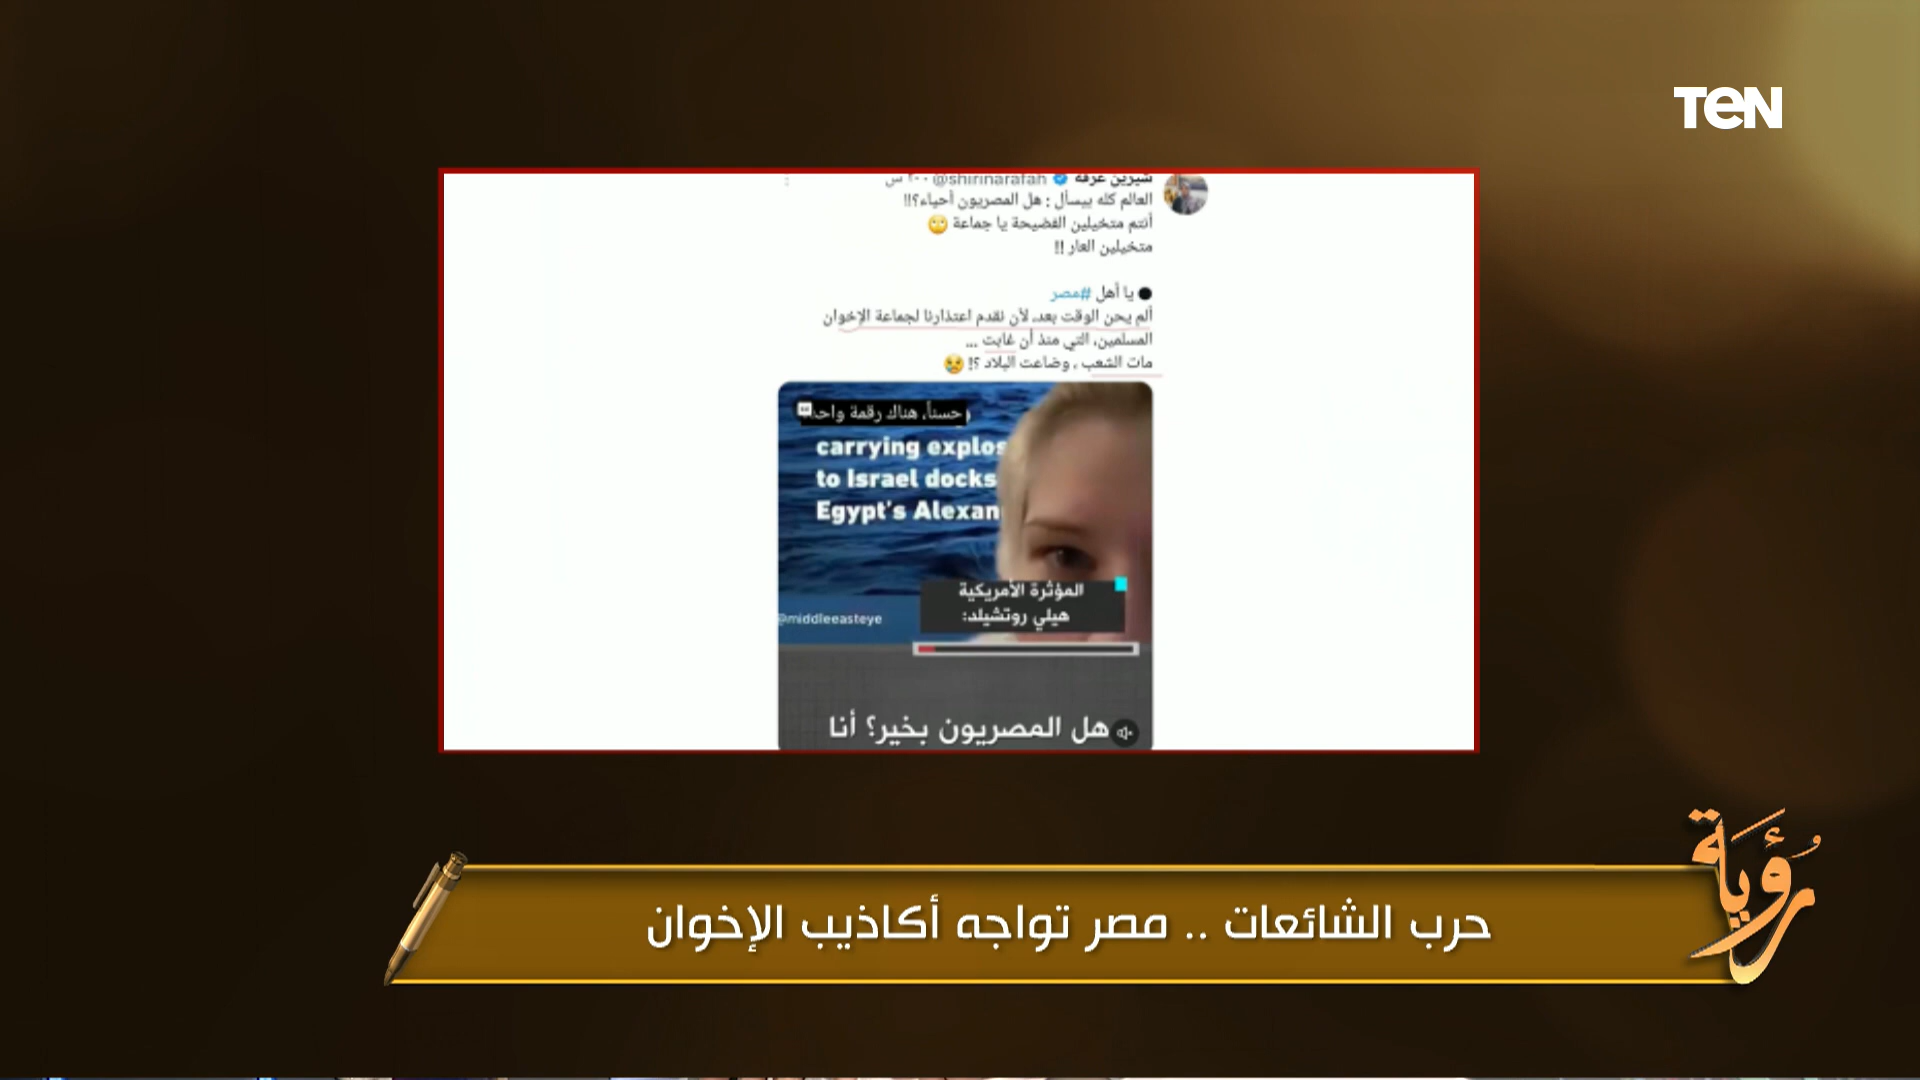 TEN
شيرين عرفة @shirinarafah · ٢٠ س
العالم كله بيسأل : هل المصريون أحياء؟!!
أنتم متخيلين الفضيحة يا جماعة 🙄
متخيلين العار !!
● يا أهل #مصر
ألم يحن الوقت بعد، لأن نقدم اعتذارنا لجماعة الإخوان
المسلمين، التي منذ أن غابت ...
مات الشعب ، وضاعت البلاد ؟! 😢
حسناً، هناك رقمة واحدة
carrying explos
to Israel docks
Egypt's Alexan
المؤثرة الأمريكية
هيلي روتشيلد:
@middleeasteye
هل المصريون بخير؟ أنا
رؤية
حرب الشائعات .. مصر تواجه أكاذيب الإخوان